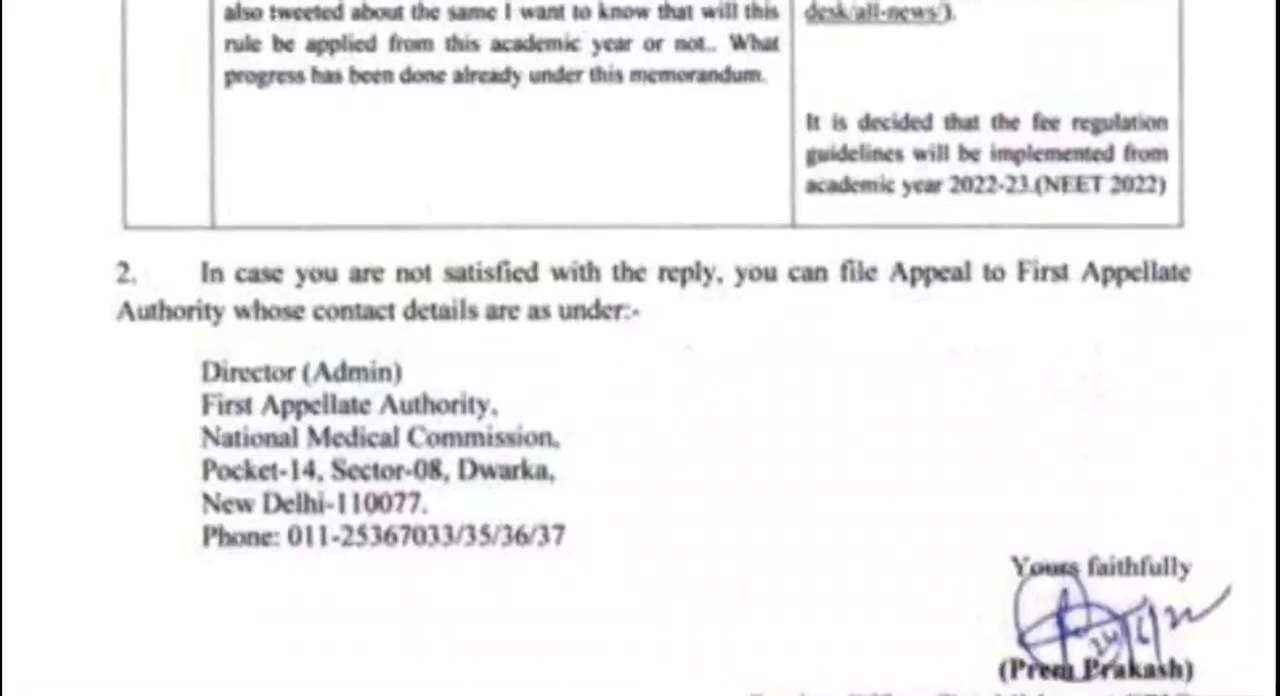 also tweeted about the same I want to know that will this
rule be applied from this academic year or not.. What
progress has been done already under this memorandum.
desk/all-news/).
It is decided that the fee regulation
guidelines will be implemented from
academic year 2022-23.(NEET 2022)
2. In case you are not satisfied with the reply, you can file Appeal to First Appellate
Authority whose contact details are as under:-
Director (Admin)
First Appellate Authority,
National Medical Commission,
Pocket-14, Sector-08, Dwarka,
New Delhi-110077.
Phone: 011-25367033/35/36/37
Yours faithfully
(Prem Prakash)